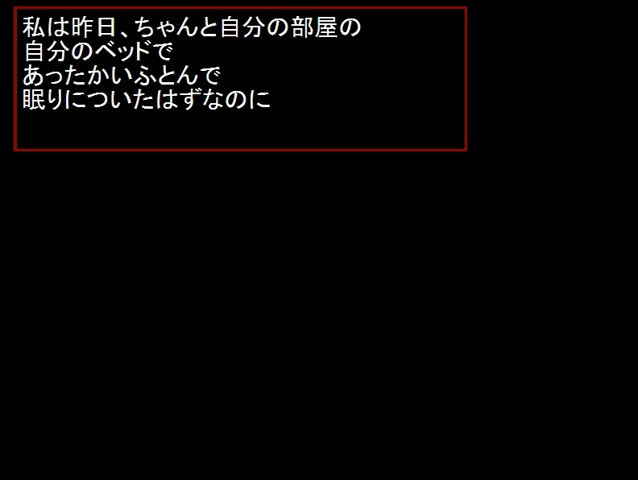 私は昨日、ちゃんと自分の部屋の
自分のベッドで
あったかいふとんで
眠りについたはずなのに